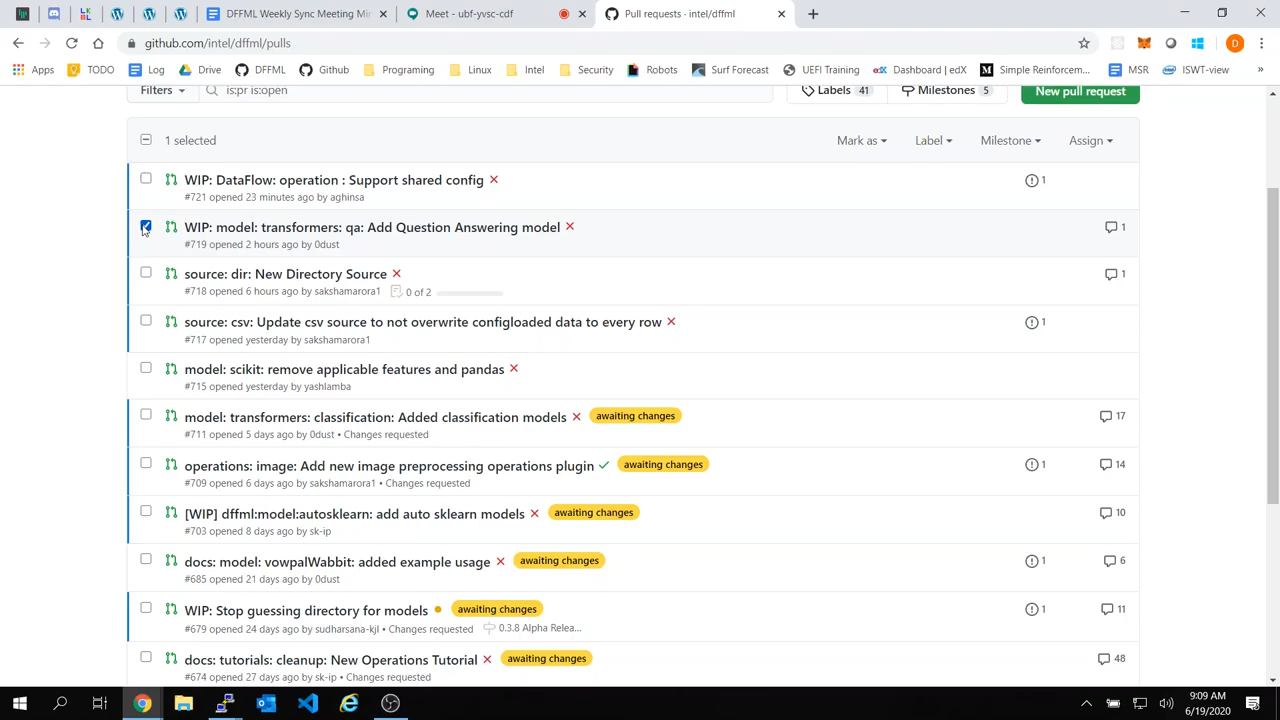 DFFML Weekly Sync Meeting Mi
Meet - ubf-yvsc-cdf
Pull requests · intel/dffml
github.com/intel/dffml/pulls
Apps
TODO
Log
Drive
DFFML
Github
Programing
Linux
Intel
Security
Robots
Surf Forecast
UEFI Training
Dashboard | edX
Simple Reinforcem...
MSR
ISWT-view
»
Filters
is:pr is:open
Labels 41
Milestones 5
New pull request
1 selected
Mark as
Label
Milestone
Assign
WIP: DataFlow: operation : Support shared config
1
#721 opened 23 minutes ago by aghinsa
WIP: model: transformers: qa: Add Question Answering model
1
#719 opened 2 hours ago by 0dust
source: dir: New Directory Source
1
#718 opened 6 hours ago by sakshamarora1 0 of 2
source: csv: Update csv source to not overwrite configloaded data to every row
1
#717 opened yesterday by sakshamarora1
model: scikit: remove applicable features and pandas
#715 opened yesterday by yashlamba
model: transformers: classification: Added classification models awaiting changes
17
#711 opened 5 days ago by 0dust • Changes requested
operations: image: Add new image preprocessing operations plugin awaiting changes
1
14
#709 opened 6 days ago by sakshamarora1 • Changes requested
[WIP] dffml:model:autosklearn: add auto sklearn models awaiting changes
10
#703 opened 8 days ago by sk-ip
docs: model: vowpalWabbit: added example usage awaiting changes
1
6
#685 opened 21 days ago by 0dust
WIP: Stop guessing directory for models awaiting changes
1
11
#679 opened 24 days ago by sudharsana-kjl • Changes requested 0.3.8 Alpha Relea...
docs: tutorials: cleanup: New Operations Tutorial awaiting changes
48
#674 opened 27 days ago by sk-ip • Changes requested
9:09 AM
6/19/2020